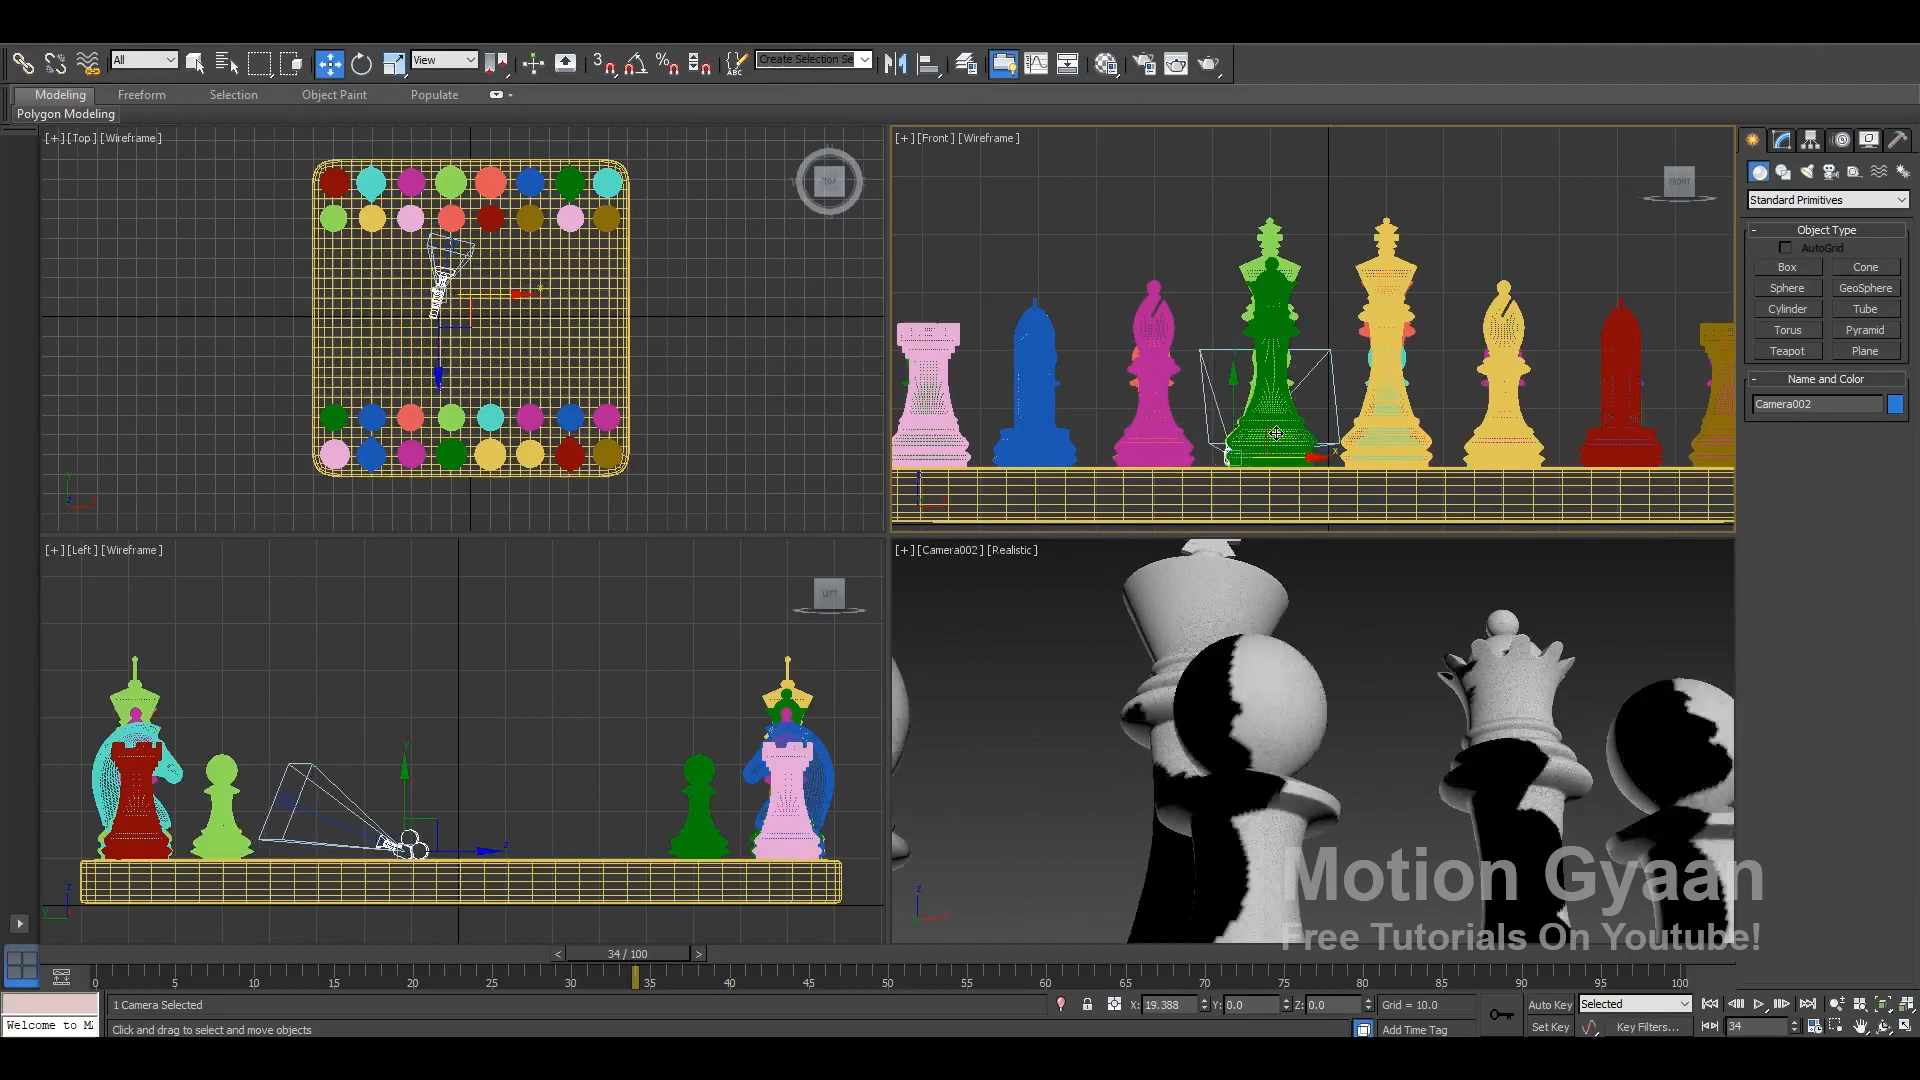 All
View
3
%
ABC
Create Selection Se
Modeling
Freeform
Selection
Object Paint
Populate
Polygon Modeling
[+] [Top] [Wireframe]
TOP
[+] [Front] [Wireframe]
FRONT
[+] [Left] [Wireframe]
LEFT
[+] [Camera002] [Realistic]
Standard Primitives
- Object Type
AutoGrid
Box Cone
Sphere GeoSphere
Cylinder Tube
Torus Pyramid
Teapot Plane
- Name and Color
Camera002
Motion Gyaan
Free Tutorials On Youtube!
< 34 / 100 >
0 5 10 15 20 25 30 35 40 45 50 55 60 65 70 75 80 85 90 95 100
1 Camera Selected
X: 19.388 Y: 0.0 Z: 0.0 Grid = 10.0
Auto Key
Selected
Welcome to M
Click and drag to select and move objects
Add Time Tag
Set Key
Key Filters...
34